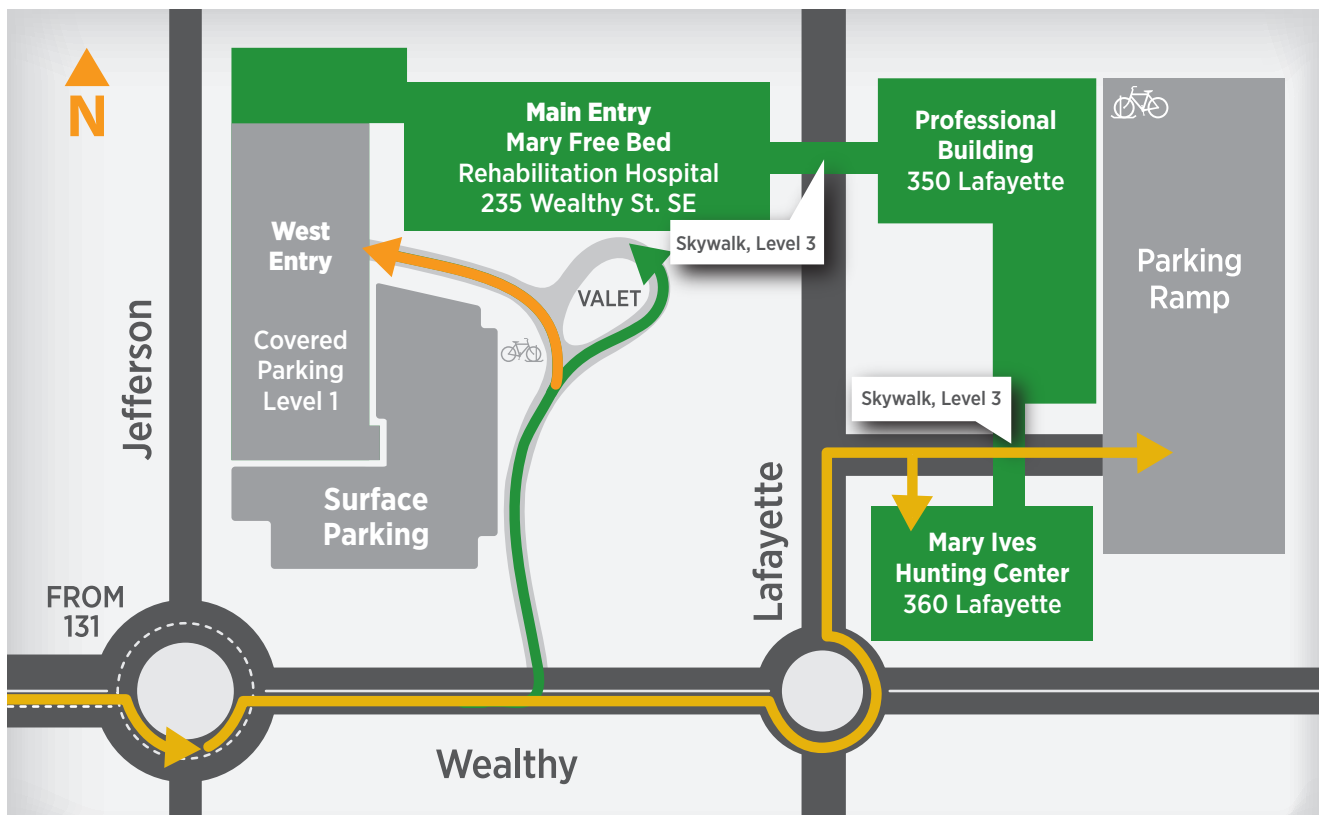 N
Main Entry
Mary Free Bed
Rehabilitation Hospital
235 Wealthy St. SE
Professional
Building
350 Lafayette
Skywalk, Level 3
West
Entry
VALET
Parking
Ramp
Covered
Parking
Level 1
Jefferson
Skywalk, Level 3
Surface
Parking
Lafayette
Mary Ives
Hunting Center
360 Lafayette
FROM
131
Wealthy